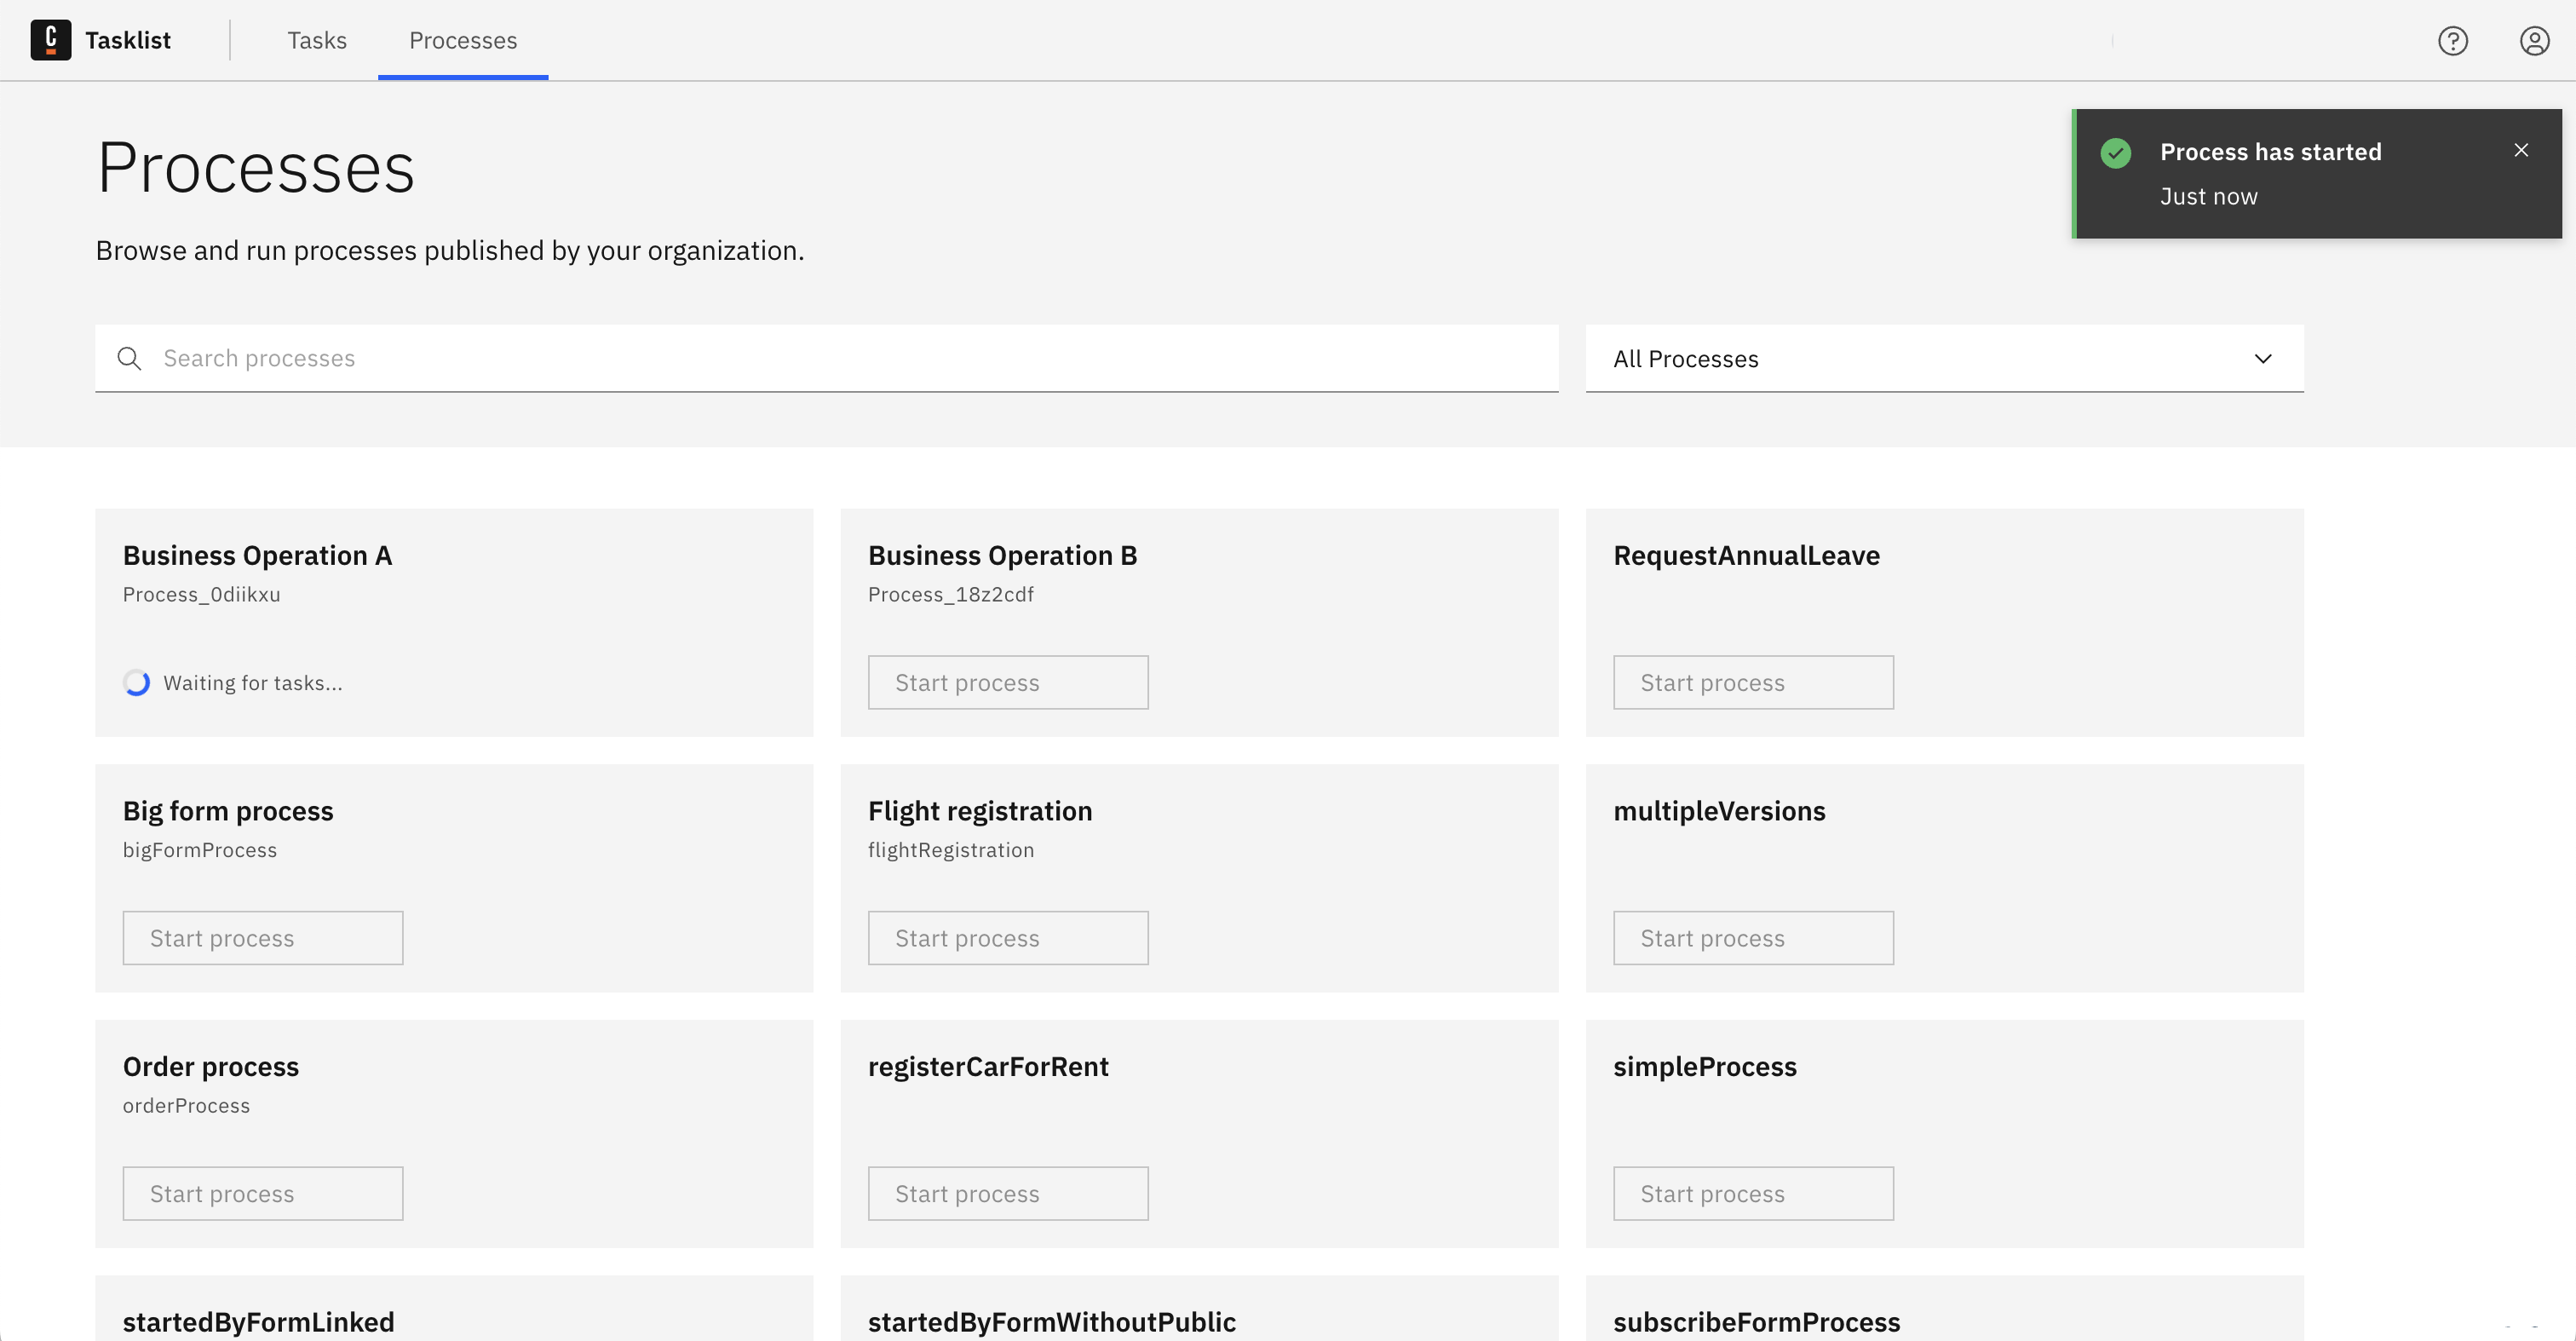 Tasklist
Tasks
Processes
Processes
Process has started
Just now
Browse and run processes published by your organization.
Search processes
All Processes
Business Operation A
Process_0diikxu
Waiting for tasks...
Business Operation B
Process_18z2cdf
Start process
RequestAnnualLeave
Start process
Big form process
bigFormProcess
Start process
Flight registration
flightRegistration
Start process
multipleVersions
Start process
Order process
orderProcess
Start process
registerCarForRent
Start process
simpleProcess
Start process
startedByFormLinked
startedByFormWithoutPublic
subscribeFormProcess